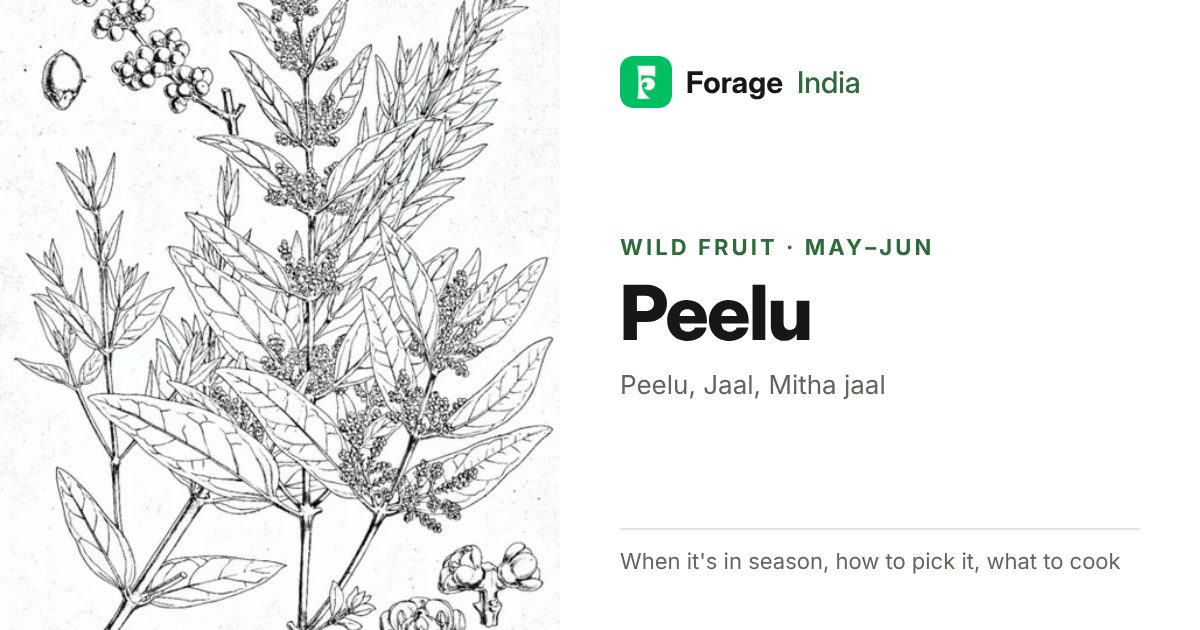 Forage India
WILD FRUIT · MAY–JUN
Peelu
Peelu, Jaal, Mitha jaal
When it's in season, how to pick it, what to cook